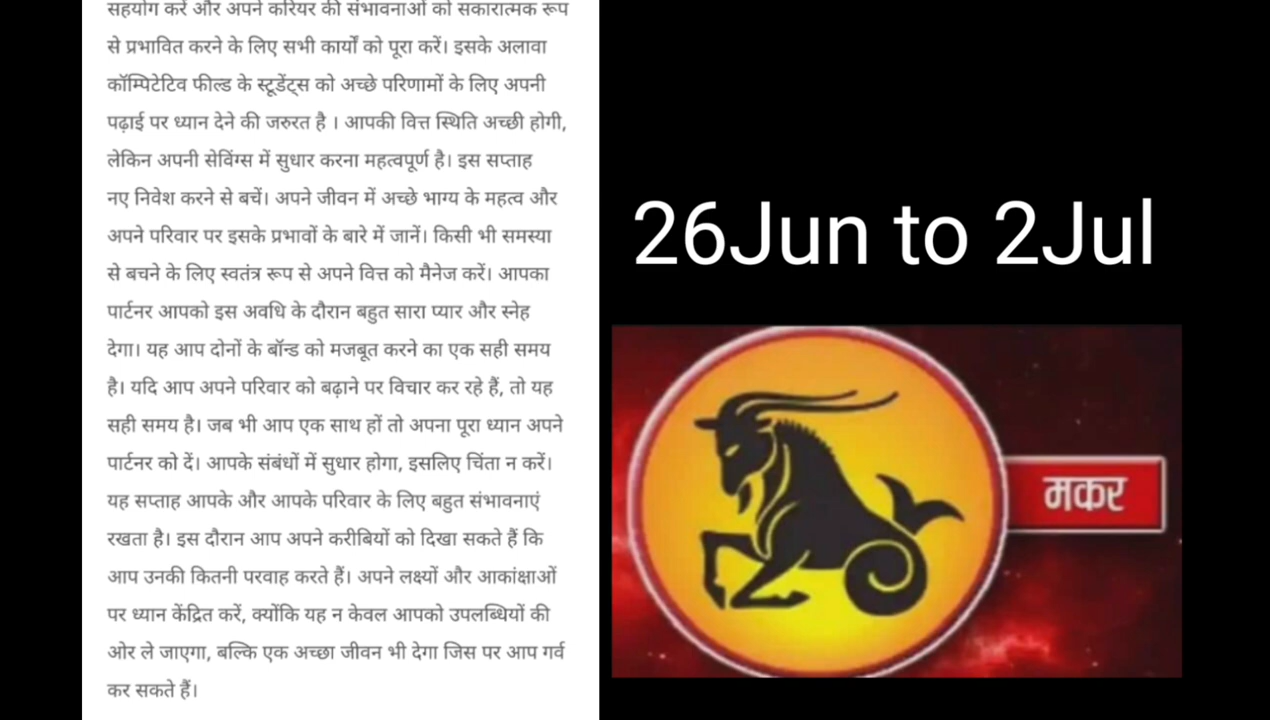 सहयोग करें और अपने करियर की संभावनाओं को सकारात्मक रूप
से प्रभावित करने के लिए सभी कार्यों को पूरा करें। इसके अलावा
कॉम्पिटेटिव फील्ड के स्टूडेंट्स को अच्छे परिणामों के लिए अपनी
पढ़ाई पर ध्यान देने की जरुरत है । आपकी वित्त स्थिति अच्छी होगी,
लेकिन अपनी सेविंग्स में सुधार करना महत्वपूर्ण है। इस सप्ताह
नए निवेश करने से बचें। अपने जीवन में अच्छे भाग्य के महत्व और
अपने परिवार पर इसके प्रभावों के बारे में जानें। किसी भी समस्या
से बचने के लिए स्वतंत्र रूप से अपने वित्त को मैनेज करें। आपका
पार्टनर आपको इस अवधि के दौरान बहुत सारा प्यार और स्नेह
देगा। यह आप दोनों के बॉन्ड को मजबूत करने का एक सही समय
है। यदि आप अपने परिवार को बढ़ाने पर विचार कर रहे हैं, तो यह
सही समय है। जब भी आप एक साथ हों तो अपना पूरा ध्यान अपने
पार्टनर को दें। आपके संबंधों में सुधार होगा, इसलिए चिंता न करें।
यह सप्ताह आपके और आपके परिवार के लिए बहुत संभावनाएं
रखता है। इस दौरान आप अपने करीबियों को दिखा सकते हैं कि
आप उनकी कितनी परवाह करते हैं। अपने लक्ष्यों और आकांक्षाओं
पर ध्यान केंद्रित करें, क्योंकि यह न केवल आपको उपलब्धियों की
ओर ले जाएगा, बल्कि एक अच्छा जीवन भी देगा जिस पर आप गर्व
कर सकते हैं।
26Jun to 2Jul
मकर